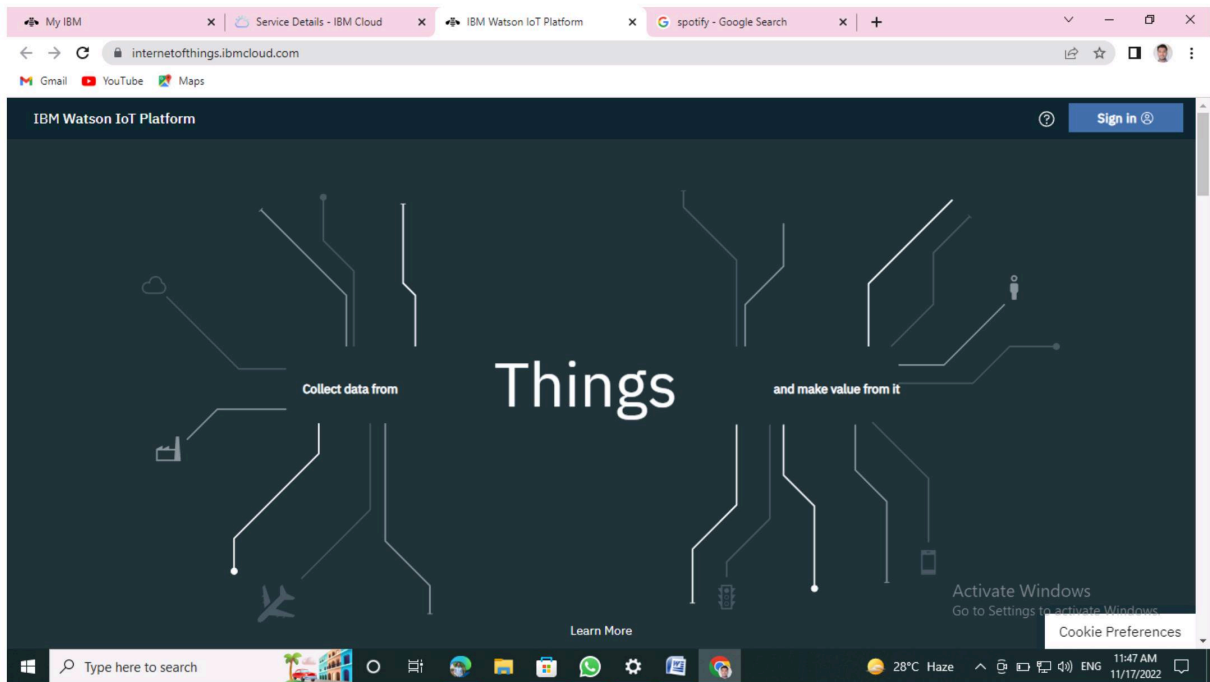 My IBM
Service Details - IBM Cloud
IBM Watson IoT Platform
spotify - Google Search
internetofthings.ibmcloud.com
Gmail
YouTube
Maps
IBM Watson IoT Platform
Sign in
Collect data from
Things
and make value from it
Learn More
Activate Windows
Go to Settings to activate Windows.
Cookie Preferences
Type here to search
28°C Haze
ENG
11:47 AM
11/17/2022